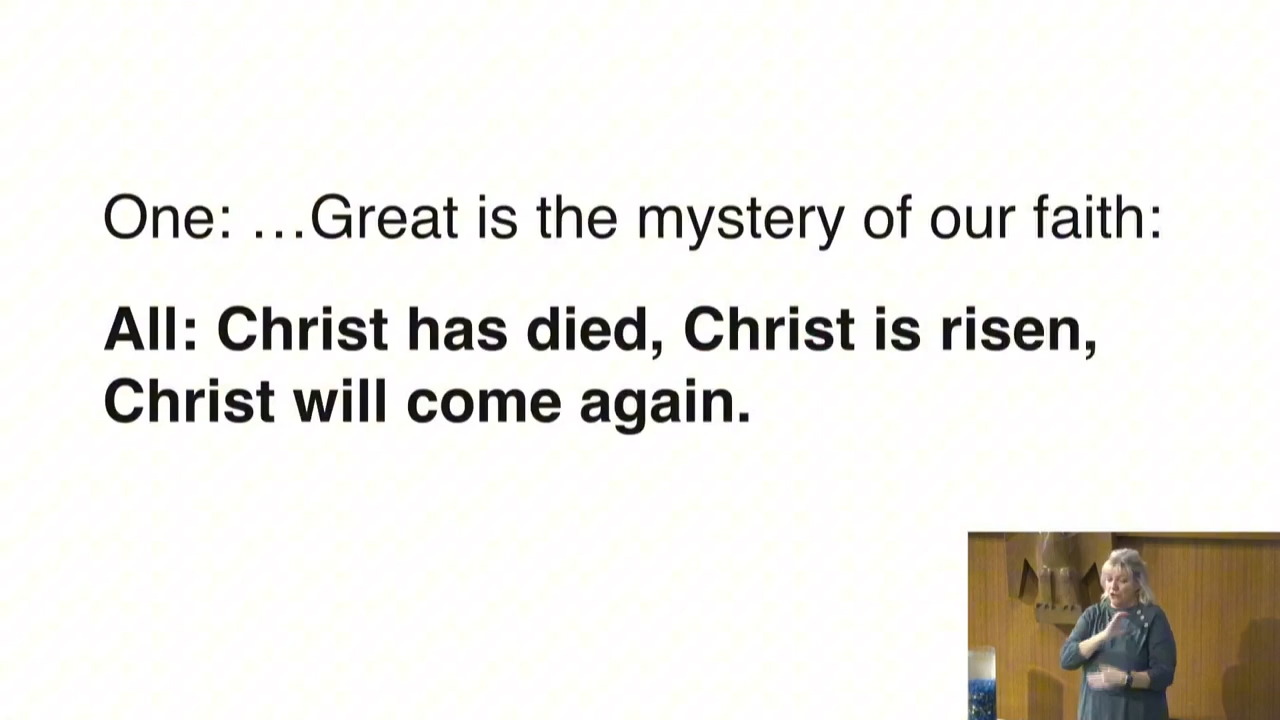 One: …Great is the mystery of our faith:
All: Christ has died, Christ is risen,
Christ will come again.